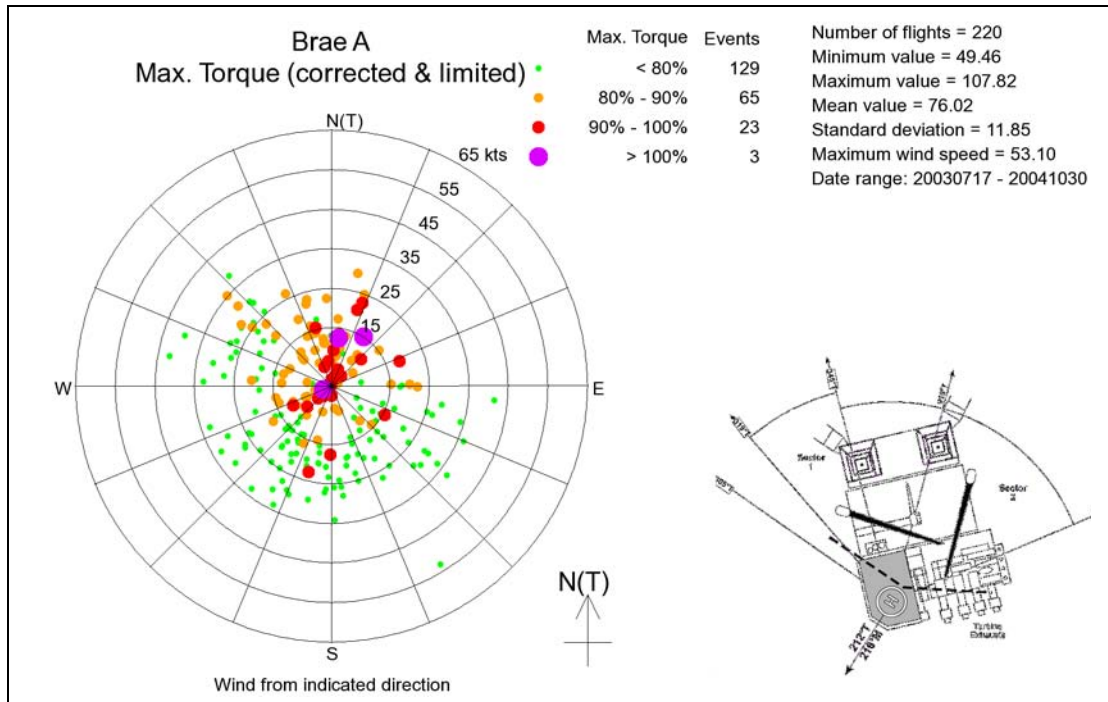 Brae A
Max. Torque (corrected & limited)
Max. Torque Events
< 80% 129
80% - 90% 65
90% - 100% 23
> 100% 3
Number of flights = 220
Minimum value = 49.46
Maximum value = 107.82
Mean value = 76.02
Standard deviation = 11.85
Maximum wind speed = 53.10
Date range: 20030717 - 20041030
N(T)
65 kts
55
45
35
25
15
W
E
S
Wind from indicated direction
N(T)
Sector
1
Sector
2
H
Turbine
Exhausts
212°T
216°M